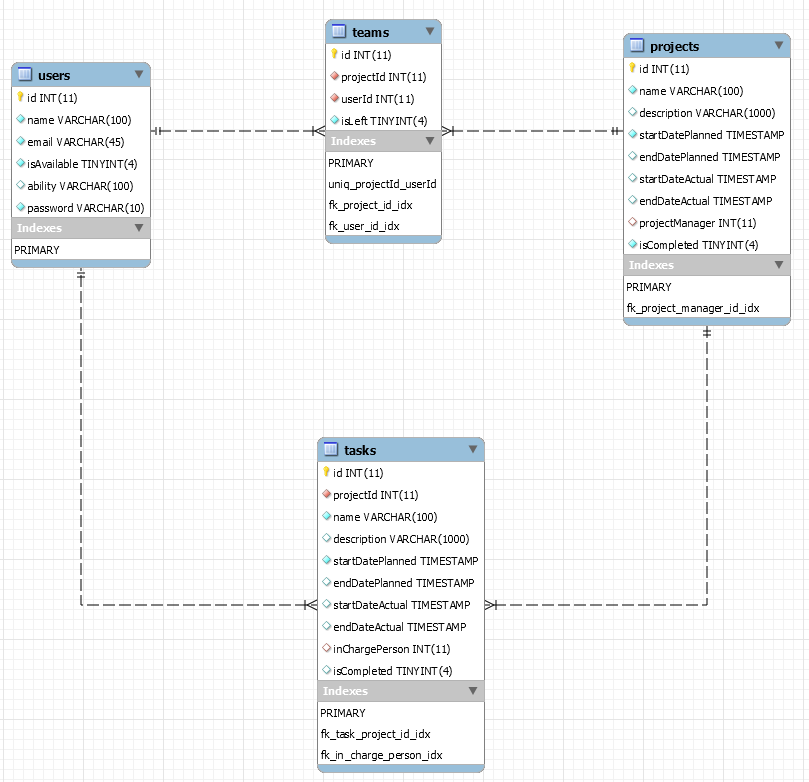 users
id INT(11)
name VARCHAR(100)
email VARCHAR(45)
isAvailable TINYINT(4)
ability VARCHAR(100)
password VARCHAR(10)
Indexes
PRIMARY
teams
id INT(11)
projectId INT(11)
userId INT(11)
isLeft TINYINT(4)
Indexes
PRIMARY
uniq_projectId_userId
fk_project_id_idx
fk_user_id_idx
projects
id INT(11)
name VARCHAR(100)
description VARCHAR(1000)
startDatePlanned TIMESTAMP
endDatePlanned TIMESTAMP
startDateActual TIMESTAMP
endDateActual TIMESTAMP
projectManager INT(11)
isCompleted TINYINT(4)
Indexes
PRIMARY
fk_project_manager_id_idx
tasks
id INT(11)
projectId INT(11)
name VARCHAR(100)
description VARCHAR(1000)
startDatePlanned TIMESTAMP
endDatePlanned TIMESTAMP
startDateActual TIMESTAMP
endDateActual TIMESTAMP
inChargePerson INT(11)
isCompleted TINYINT(4)
Indexes
PRIMARY
fk_task_project_id_idx
fk_in_charge_person_idx